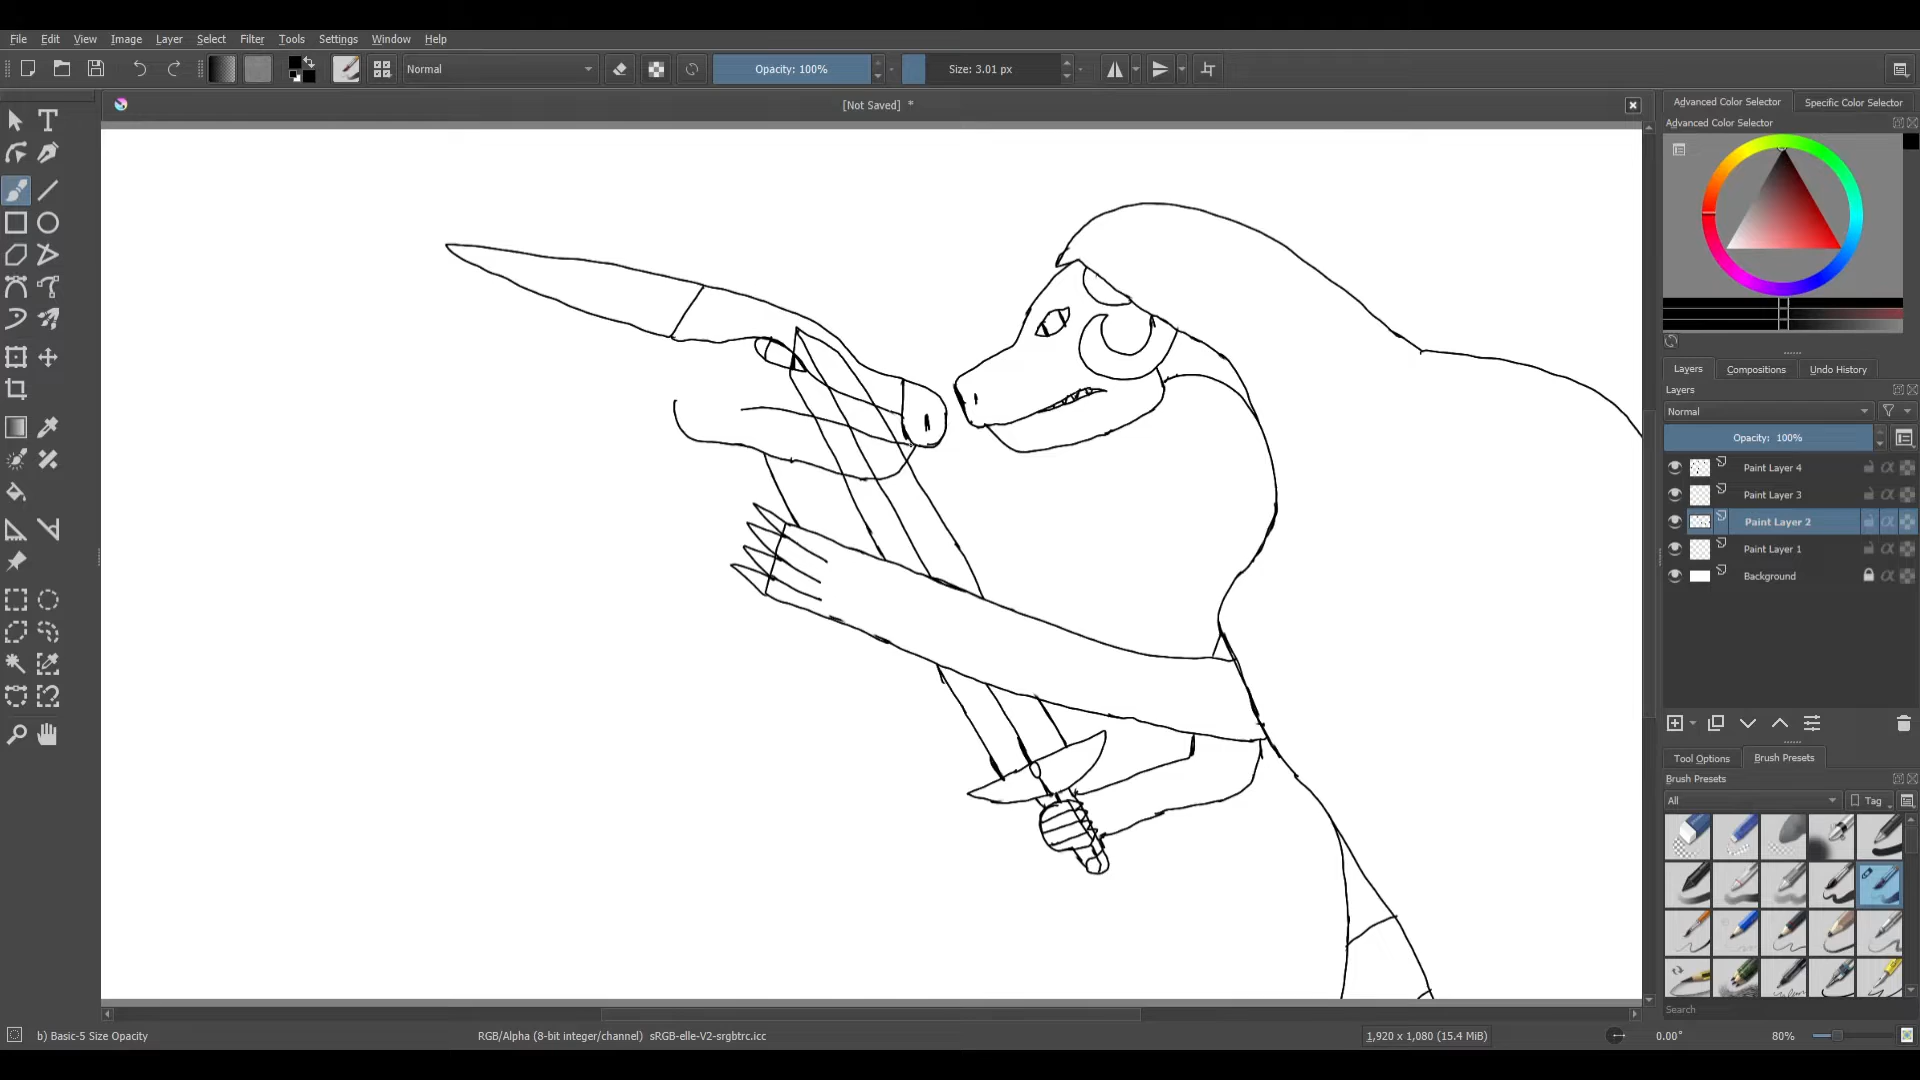 File Edit View Image Layer Select Filter Tools Settings Window Help
Normal Opacity: 100% Size: 3.01 px
[Not Saved] *
Advanced Color Selector Specific Color Selector
Advanced Color Selector
Layers Compositions Undo History
Layers
Normal
Opacity: 100%
Paint Layer 4
Paint Layer 3
Paint Layer 2
Paint Layer 1
Background
Tool Options Brush Presets
Brush Presets
All Tag
Search
b) Basic-5 Size Opacity RGB/Alpha (8-bit integer/channel) sRGB-elle-V2-srgbtrc.icc 1,920 x 1,080 (15.4 MiB) 0.00° 80%